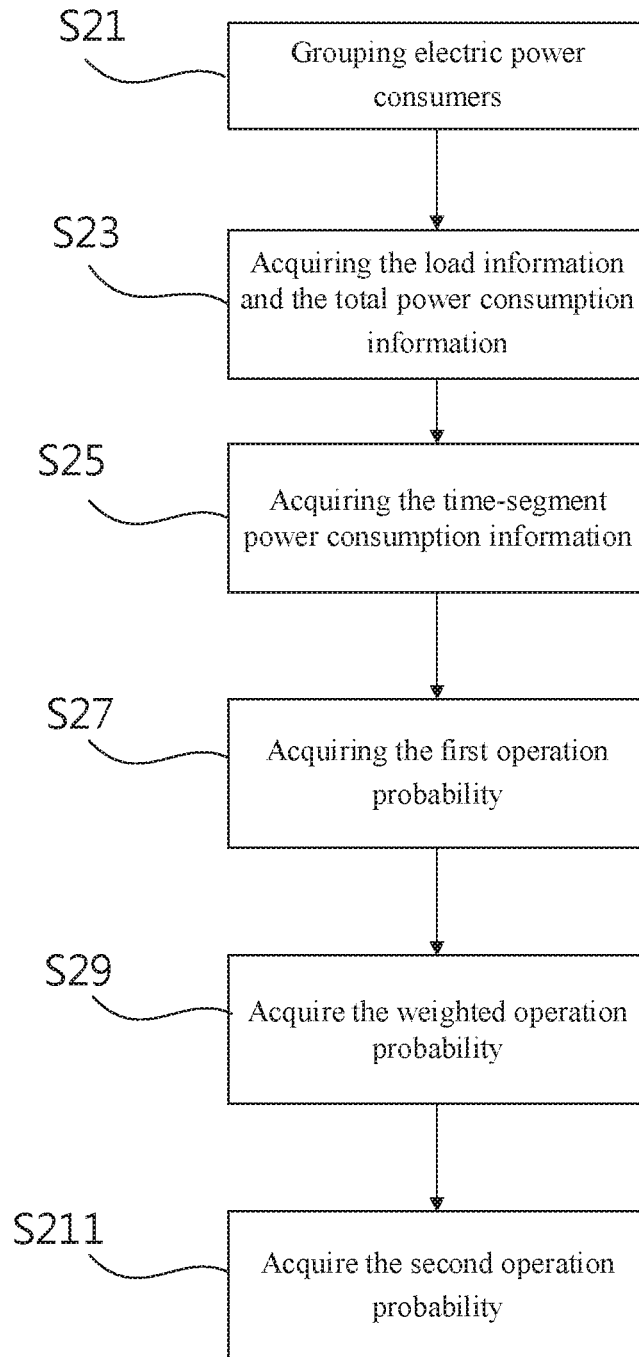 S21
Grouping electric power
consumers
S23
Acquiring the load information
and the total power consumption
information
S25
Acquiring the time-segment
power consumption information
S27
Acquiring the first operation
probability
S29
Acquire the weighted operation
probability
S211
Acquire the second operation
probability